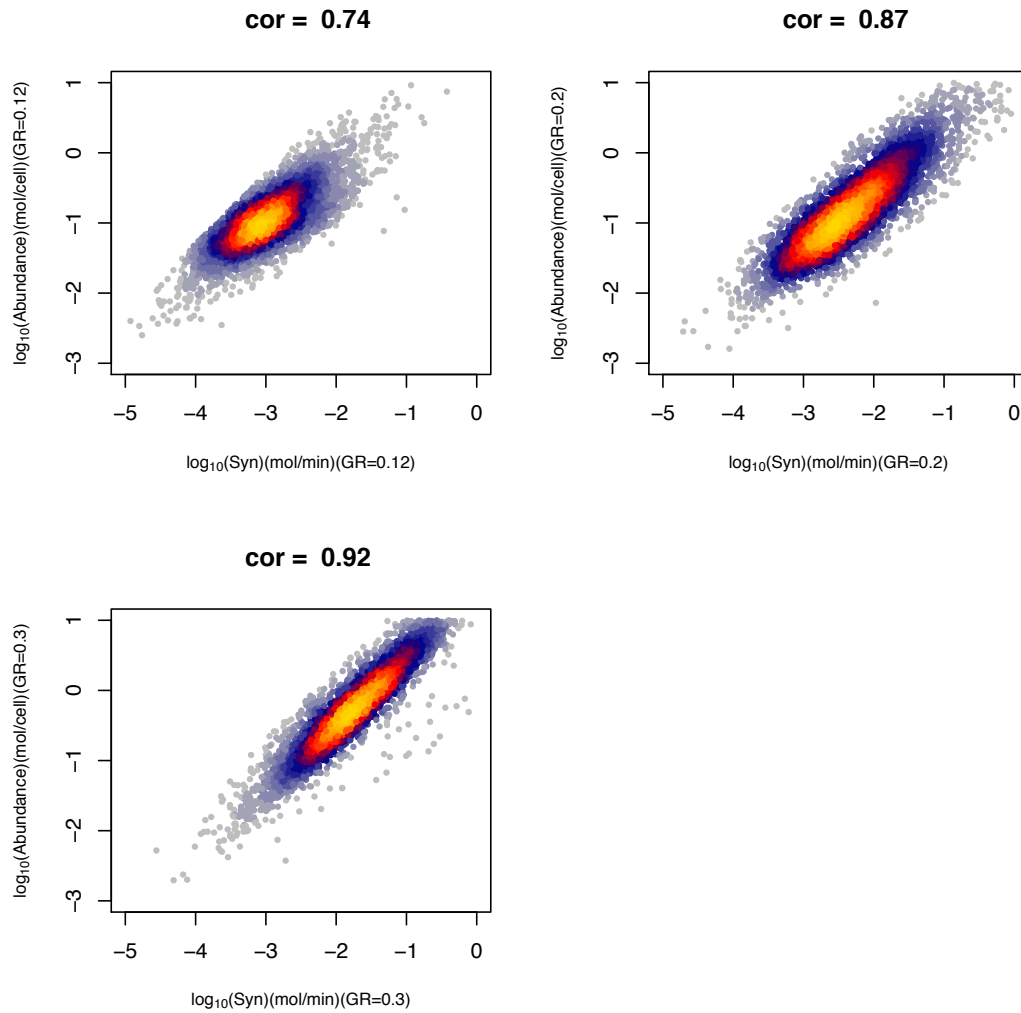 cor =  0.74
log10(Abundance)(mol/cell)(GR=0.12)
1
0
−1
−2
−3
−5 −4 −3 −2 −1 0
log10(Syn)(mol/min)(GR=0.12)
cor =  0.87
log10(Abundance)(mol/cell)(GR=0.2)
1
0
−1
−2
−3
−5 −4 −3 −2 −1 0
log10(Syn)(mol/min)(GR=0.2)
cor =  0.92
log10(Abundance)(mol/cell)(GR=0.3)
1
0
−1
−2
−3
−5 −4 −3 −2 −1 0
log10(Syn)(mol/min)(GR=0.3)